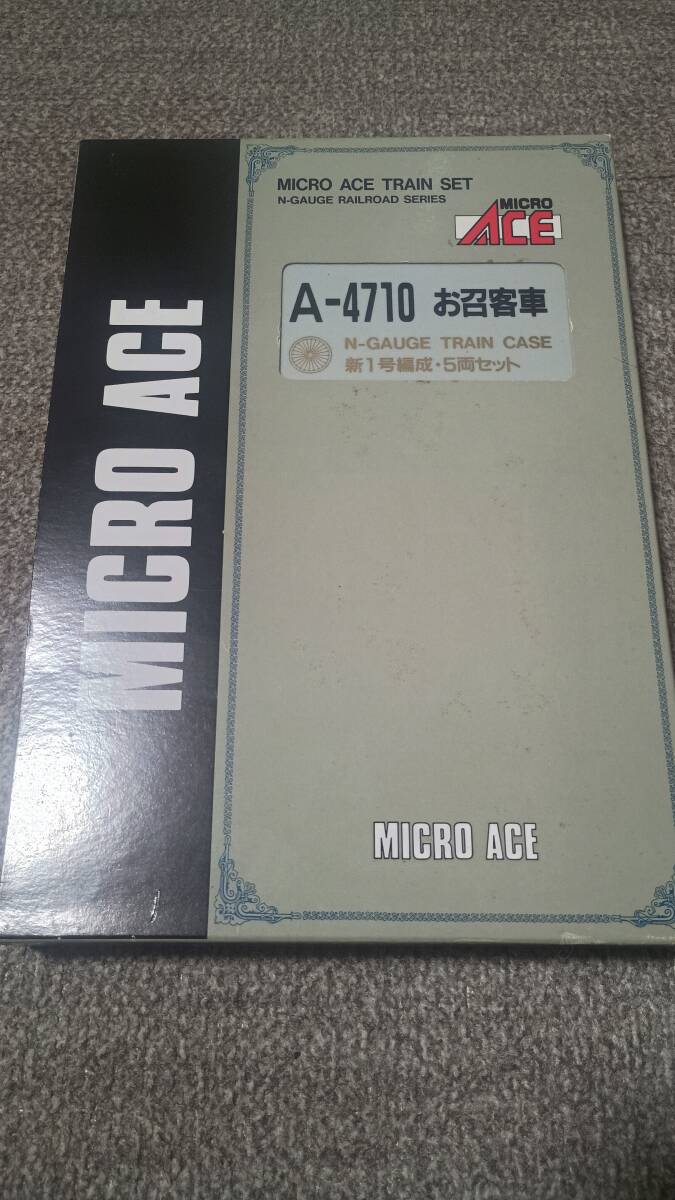 MICRO ACE
MICRO ACE TRAIN SET
N-GAUGE RAILROAD SERIES
MICRO
ACE
A-4710 お召客車
N-GAUGE TRAIN CASE
新1号編成・5両セット
MICRO ACE